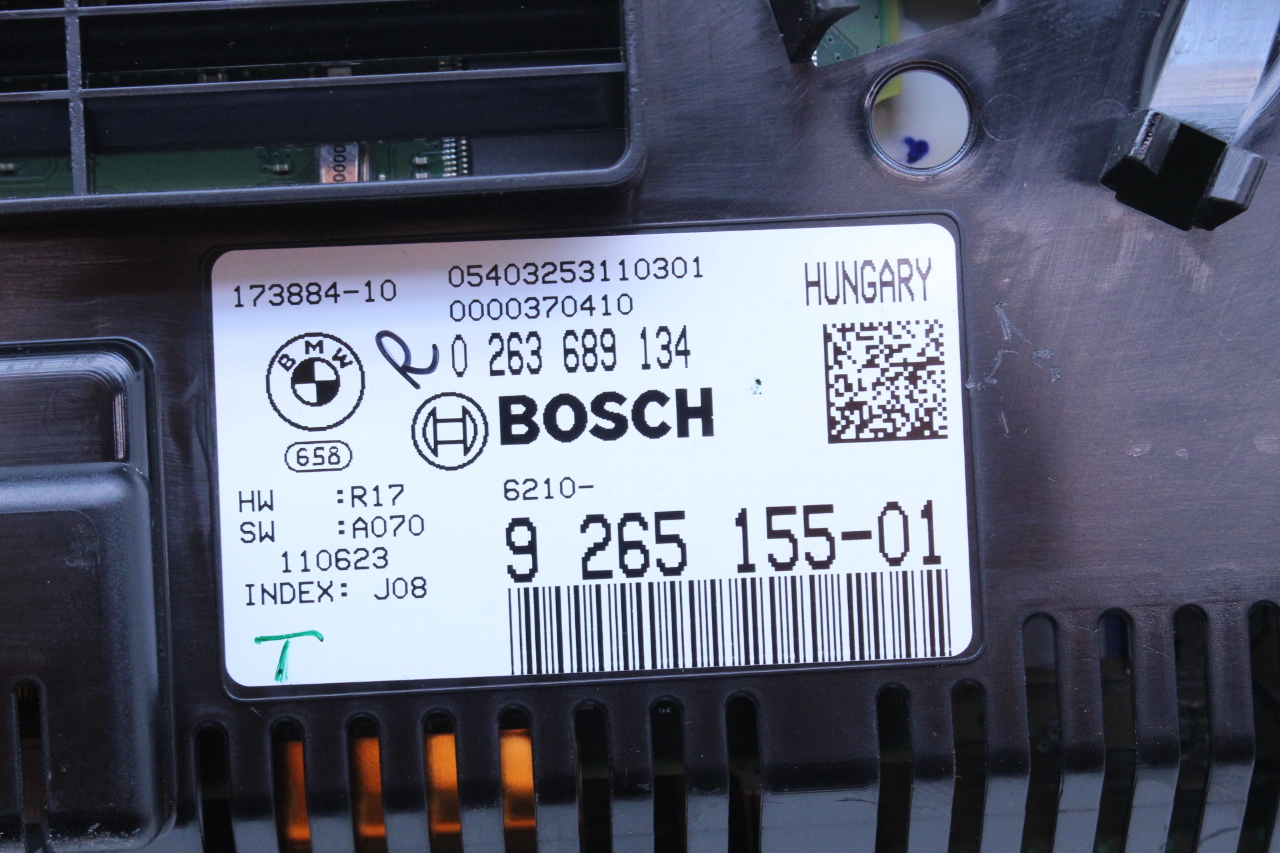 0000
173884-10
05403253110301
0000370410
HUNGARY
BMW
R
0 263 689 134
BOSCH
658
HW :R17
SW :A070
110623
INDEX: J08
6210-
9 265 155-01
T